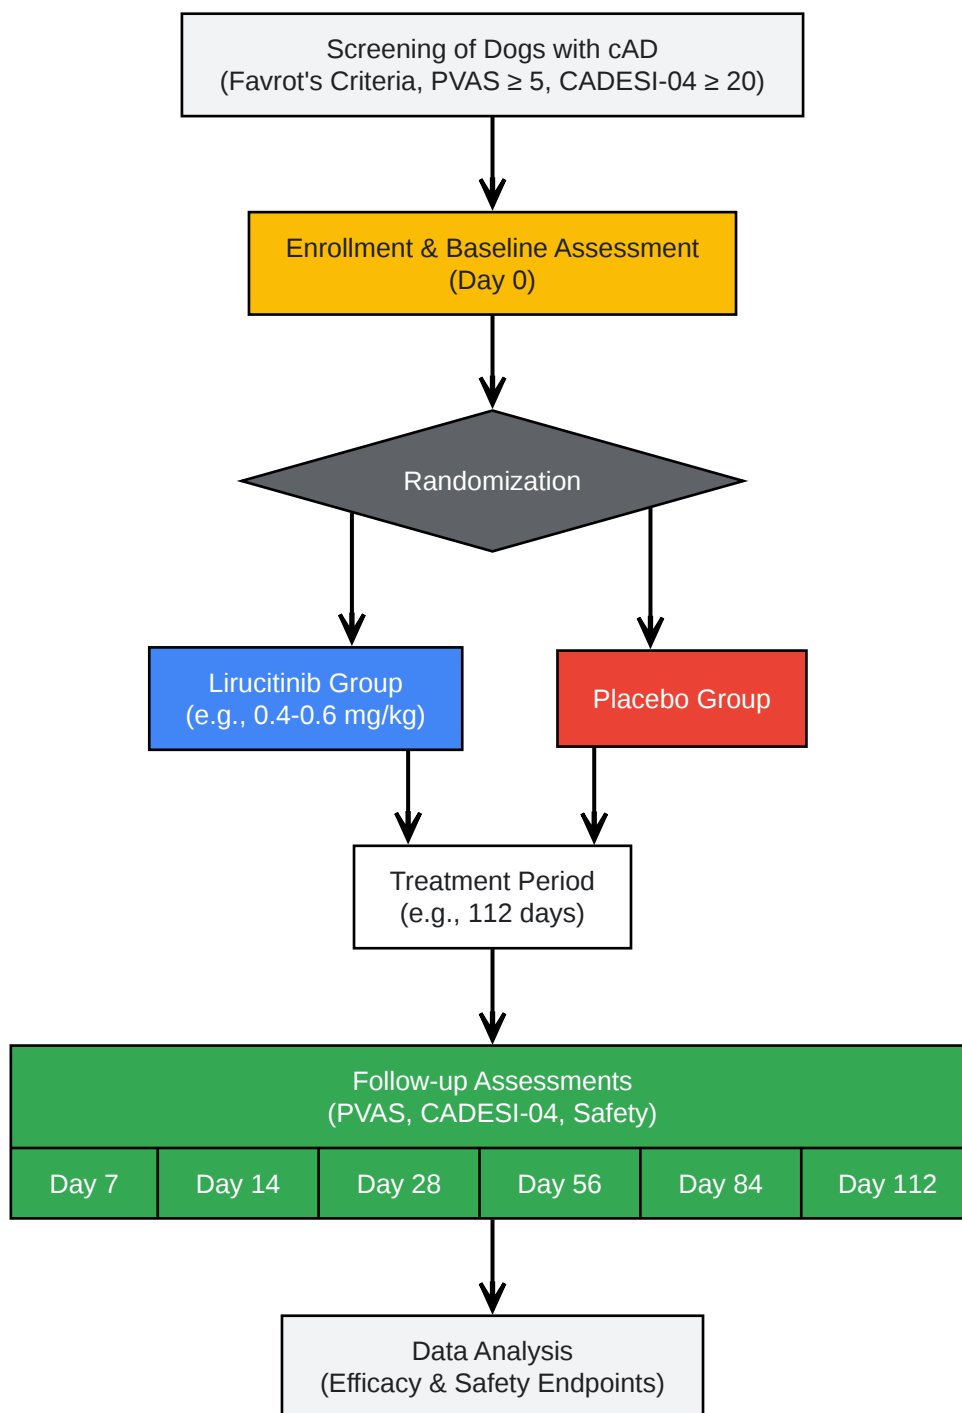 Screening of Dogs with cAD
(Favrot's Criteria, PVAS ≥ 5, CADESI-04 ≥ 20)
Enrollment & Baseline Assessment
(Day 0)
Randomization
Lirucitinib Group
(e.g., 0.4-0.6 mg/kg)
Placebo Group
Treatment Period
(e.g., 112 days)
Follow-up Assessments
(PVAS, CADESI-04, Safety)
Day 7
Day 14
Day 28
Day 56
Day 84
Day 112
Data Analysis
(Efficacy & Safety Endpoints)